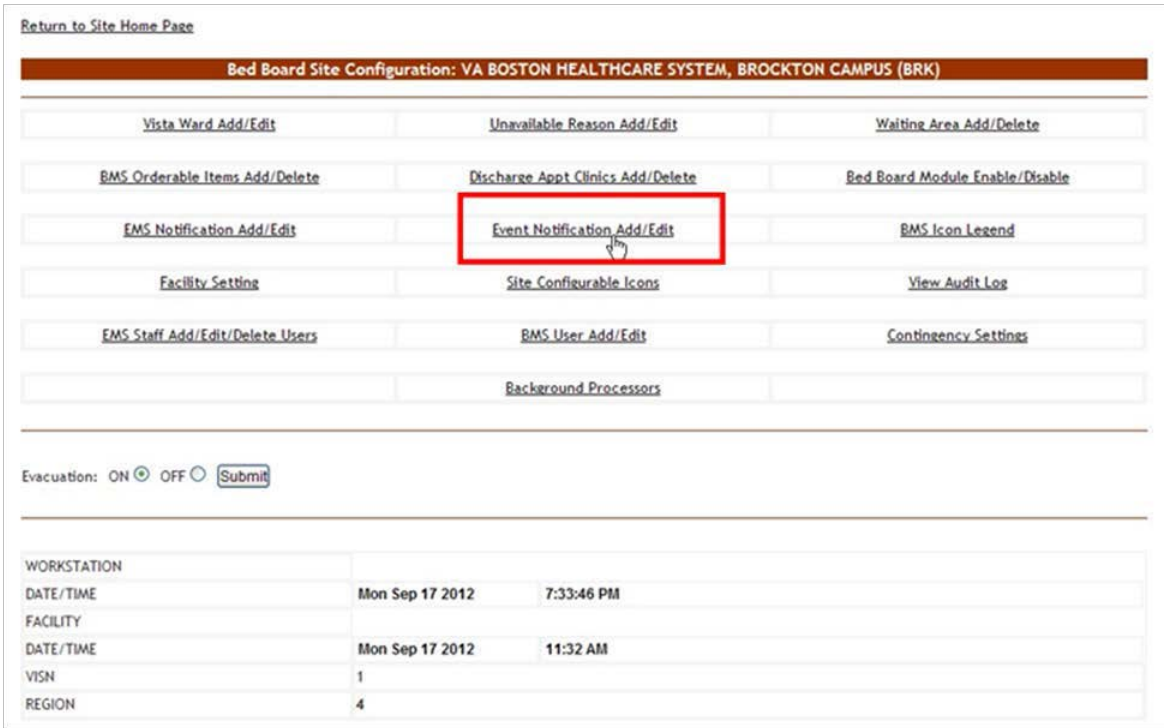 Return to Site Home Page
Bed Board Site Configuration: VA BOSTON HEALTHCARE SYSTEM, BROCKTON CAMPUS (BRK)
Vista Ward Add/Edit Unavailable Reason Add/Edit Waiting Area Add/Delete
BMS Orderable Items Add/Delete Discharge Appt Clinics Add/Delete Bed Board Module Enable/Disable
EMS Notification Add/Edit Event Notification Add/Edit BMS Icon Legend
Facility Setting Site Configurable Icons View Audit Log
EMS Staff Add/Edit/Delete Users BMS User Add/Edit Contingency Settings
Background Processors
Evacuation: ON OFF Submit
WORKSTATION
DATE/TIME Mon Sep 17 2012 7:33:46 PM
FACILITY
DATE/TIME Mon Sep 17 2012 11:32 AM
VISN 1
REGION 4